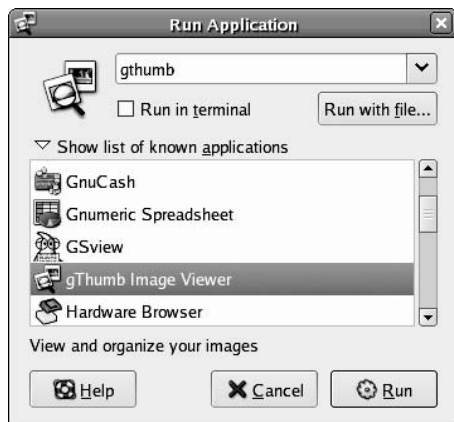 Run Application
gthumb
Run in terminal
Run with file...
Show list of known applications
GnuCash
Gnumeric Spreadsheet
GSview
gThumb Image Viewer
Hardware Browser
View and organize your images
Help
Cancel
Run